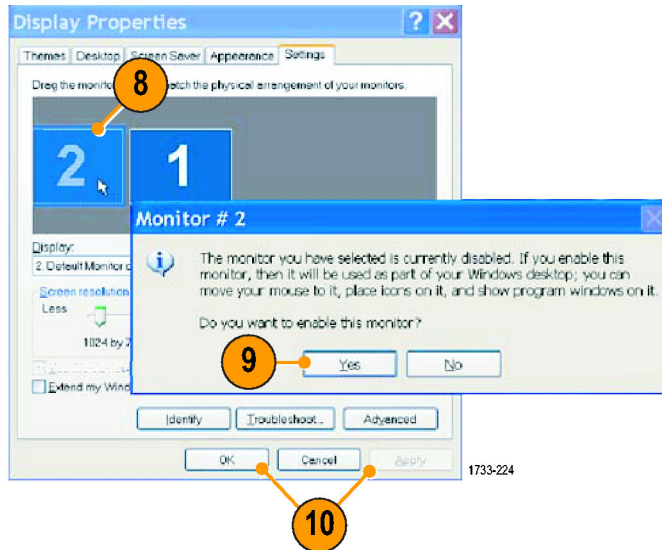 Display Properties
Themes Desktop Screen Saver Appearance Settings
Drag the monito 8 atch the physical arrangement of your monitors.
2 1
Monitor # 2
The monitor you have selected is currently disabled. If you enable this
monitor, then it will be used as part of your Windows desktop; you can
move your mouse to it, place icons on it, and show program windows on it.
Do you want to enable this monitor?
9 Yes No
Display:
2. Default Monitor o
Screen resolution
Less
1024 by 7
Extend my Wind
Identify Troubleshoot... Advanced
OK Cancel Apply
1733-224
10